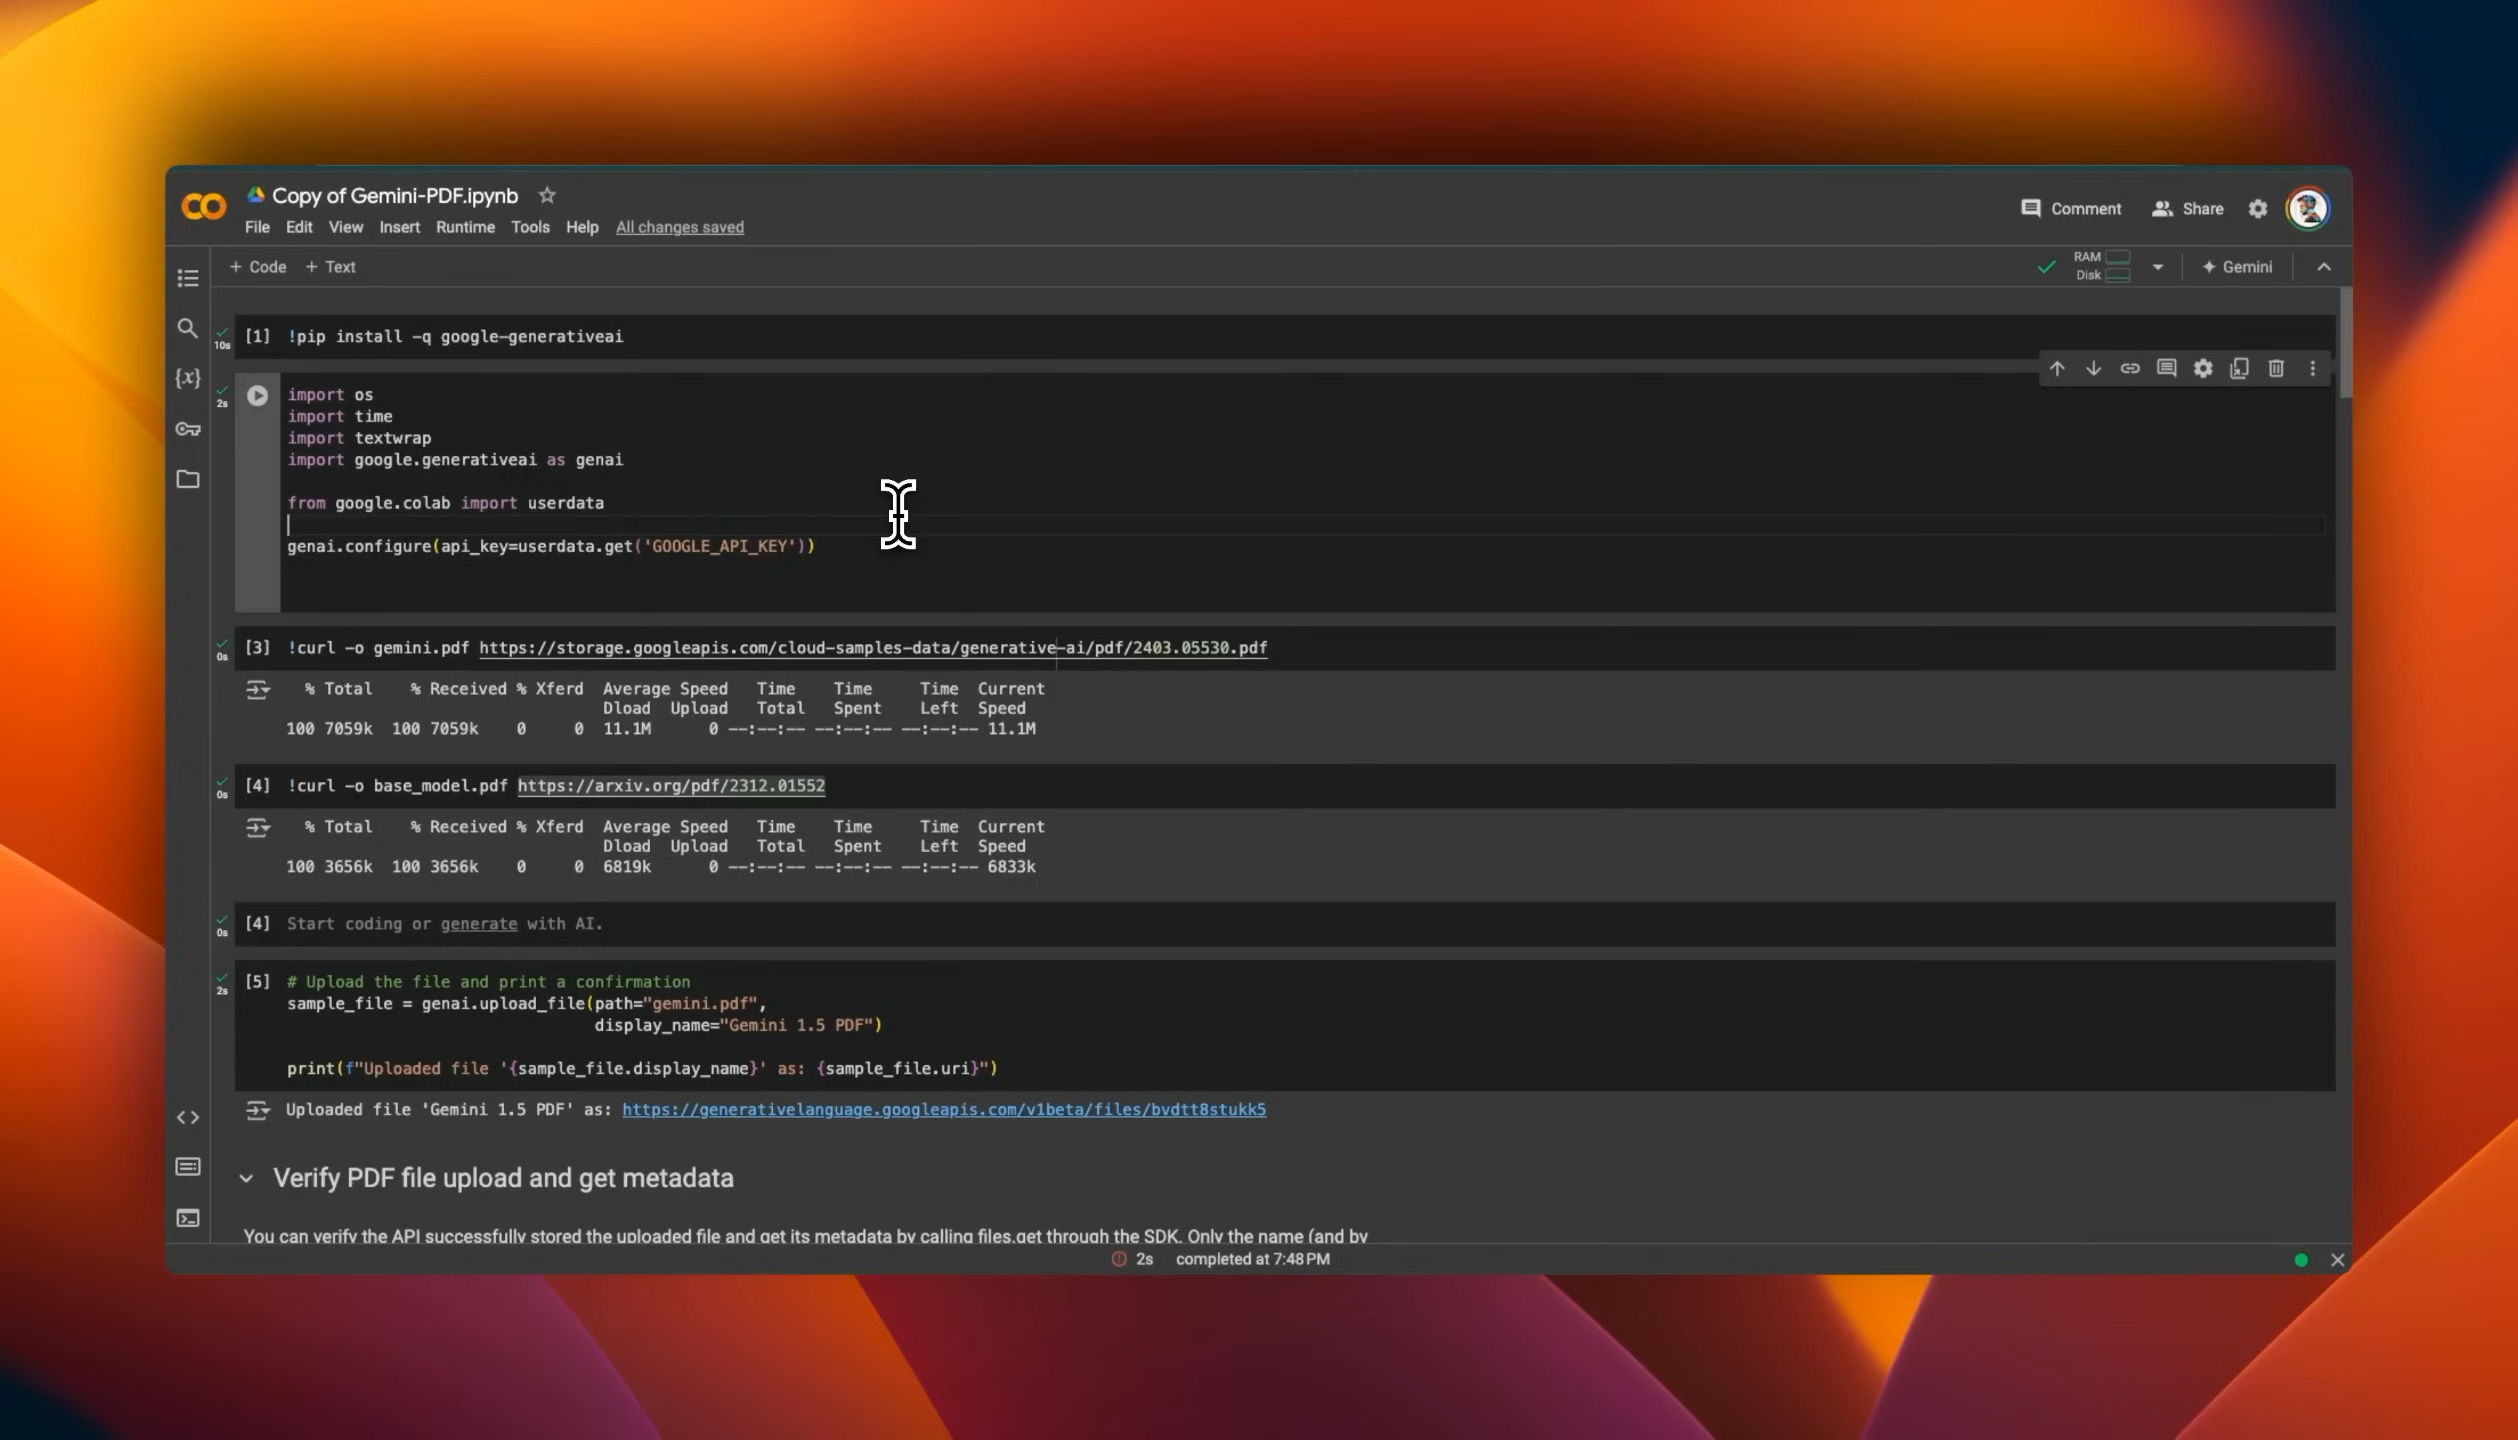 Copy of Gemini-PDF.ipynb
File Edit View Insert Runtime Tools Help All changes saved
Comment Share
+ Code + Text
RAM
Disk
Gemini
10s
[1] !pip install -q google-generativeai
2s
import os
import time
import textwrap
import google.generativeai as genai
from google.colab import userdata
genai.configure(api_key=userdata.get('GOOGLE_API_KEY'))
0s
[3] !curl -o gemini.pdf https://storage.googleapis.com/cloud-samples-data/generative-ai/pdf/2403.05530.pdf
% Total % Received % Xferd Average Speed Time Time Time Current
Dload Upload Total Spent Left Speed
100 7059k 100 7059k 0 0 11.1M 0 --:--:-- --:--:-- --:--:-- 11.1M
0s
[4] !curl -o base_model.pdf https://arxiv.org/pdf/2312.01552
% Total % Received % Xferd Average Speed Time Time Time Current
Dload Upload Total Spent Left Speed
100 3656k 100 3656k 0 0 6819k 0 --:--:-- --:--:-- --:--:-- 6833k
0s
[4] Start coding or generate with AI.
2s
[5] # Upload the file and print a confirmation
sample_file = genai.upload_file(path="gemini.pdf",
display_name="Gemini 1.5 PDF")
print(f"Uploaded file '{sample_file.display_name}' as: {sample_file.uri}")
Uploaded file 'Gemini 1.5 PDF' as: https://generativelanguage.googleapis.com/v1beta/files/bvdtt8stukk5
Verify PDF file upload and get metadata
You can verify the API successfully stored the uploaded file and get its metadata by calling files.get through the SDK. Only the name (and by
2s completed at 7:48 PM